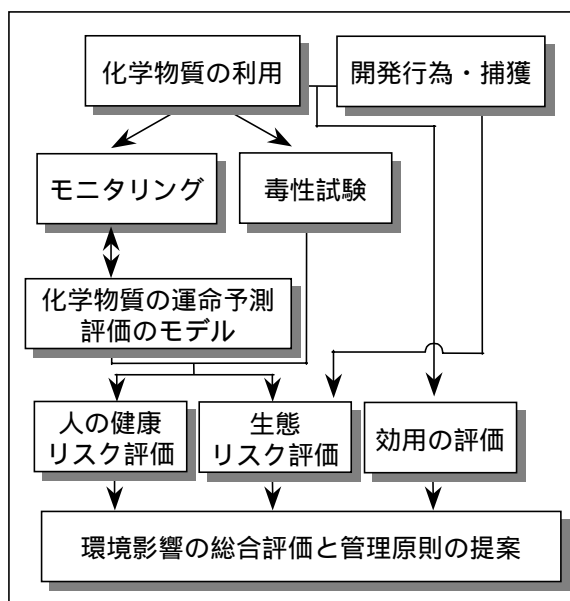 化学物質の利用
開発行為・捕獲
モニタリング
毒性試験
化学物質の運命予測
評価のモデル
人の健康
リスク評価
生態
リスク評価
効用の評価
環境影響の総合評価と管理原則の提案